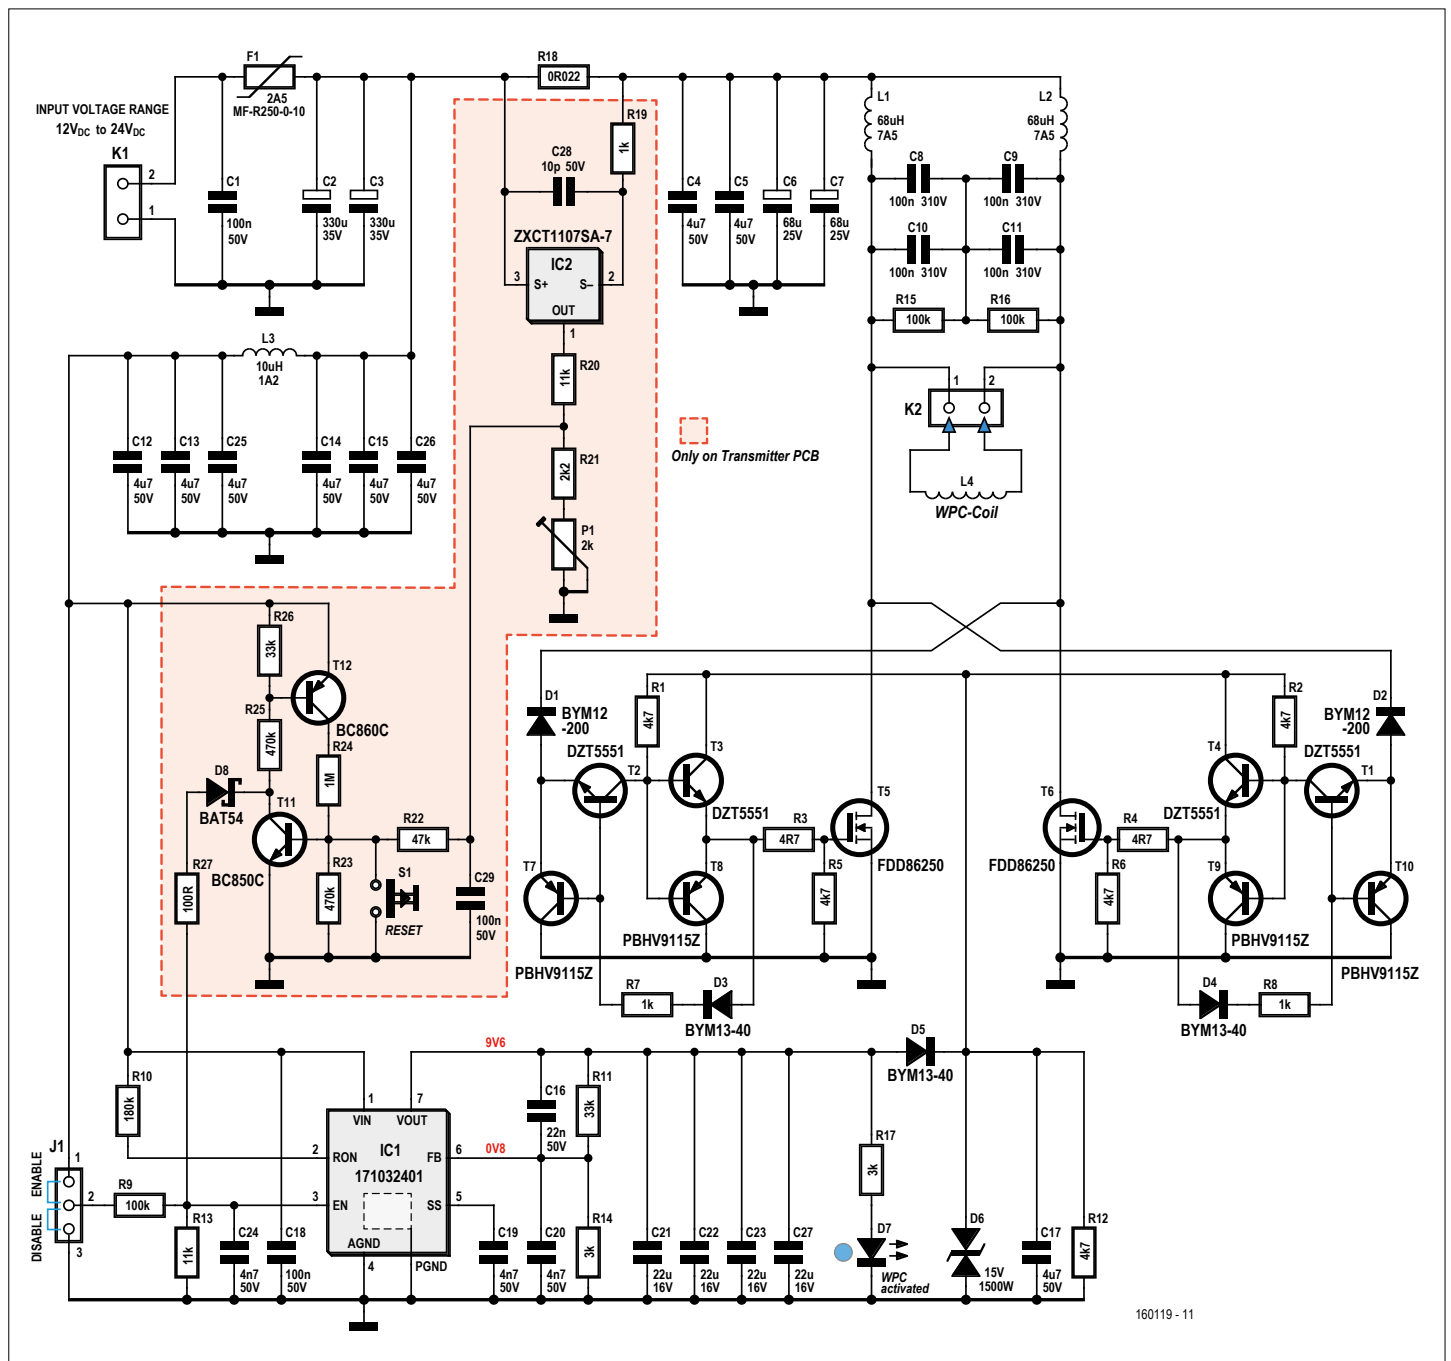 F1
2A5
MF-R250-0-10
R18
0R022
INPUT VOLTAGE RANGE
12VDC to 24VDC
K1
2
1
C1
100n
50V
C2
330u
35V
C3
330u
35V
R19
1k
C28
10p 50V
ZXCT1107SA-7
IC2
3
S+
S–
2
OUT
1
C4
4u7
50V
C5
4u7
50V
C6
68u
25V
C7
68u
25V
L1
68uH
7A5
L2
68uH
7A5
C8
100n 310V
C9
100n 310V
C10
100n 310V
C11
100n 310V
R15
100k
R16
100k
L3
10uH
1A2
R20
11k
K2
1
2
L4
WPC-Coil
C12
4u7
50V
C13
4u7
50V
C25
4u7
50V
C14
4u7
50V
C15
4u7
50V
C26
4u7
50V
R21
2k2
P1
2k
Only on Transmitter PCB
R26
33k
T12
BC860C
R25
470k
R24
1M
D8
BAT54
T11
BC850C
R22
47k
R27
100R
R23
470k
S1
RESET
C29
100n
50V
D1
BYM12
-200
R1
4k7
DZT5551
T2
T3
DZT5551
T5
R3
4R7
FDD86250
T7
T8
R5
4k7
PBHV9115Z
PBHV9115Z
R7
1k
D3
BYM13-40
R2
4k7
D2
BYM12
-200
T4
DZT5551
T1
DZT5551
T6
R4
4R7
FDD86250
R6
4k7
T9
T10
PBHV9115Z
PBHV9115Z
D4
BYM13-40
R8
1k
9V6
D5
BYM13-40
R10
180k
1
7
VIN
VOUT
IC1
171032401
2
RON
FB
6
3
EN
SS
5
AGND
4
PGND
0V8
C16
22n
50V
R11
33k
J1
1
2
3
ENABLE
DISABLE
R9
100k
R13
11k
C24
4n7
50V
C18
100n
50V
C19
4n7
50V
C20
4n7
50V
R14
3k
C21
22u
16V
C22
22u
16V
C23
22u
16V
C27
22u
16V
R17
3k
D7
WPC
activated
D6
15V
1500W
C17
4u7
50V
R12
4k7
160119 - 11